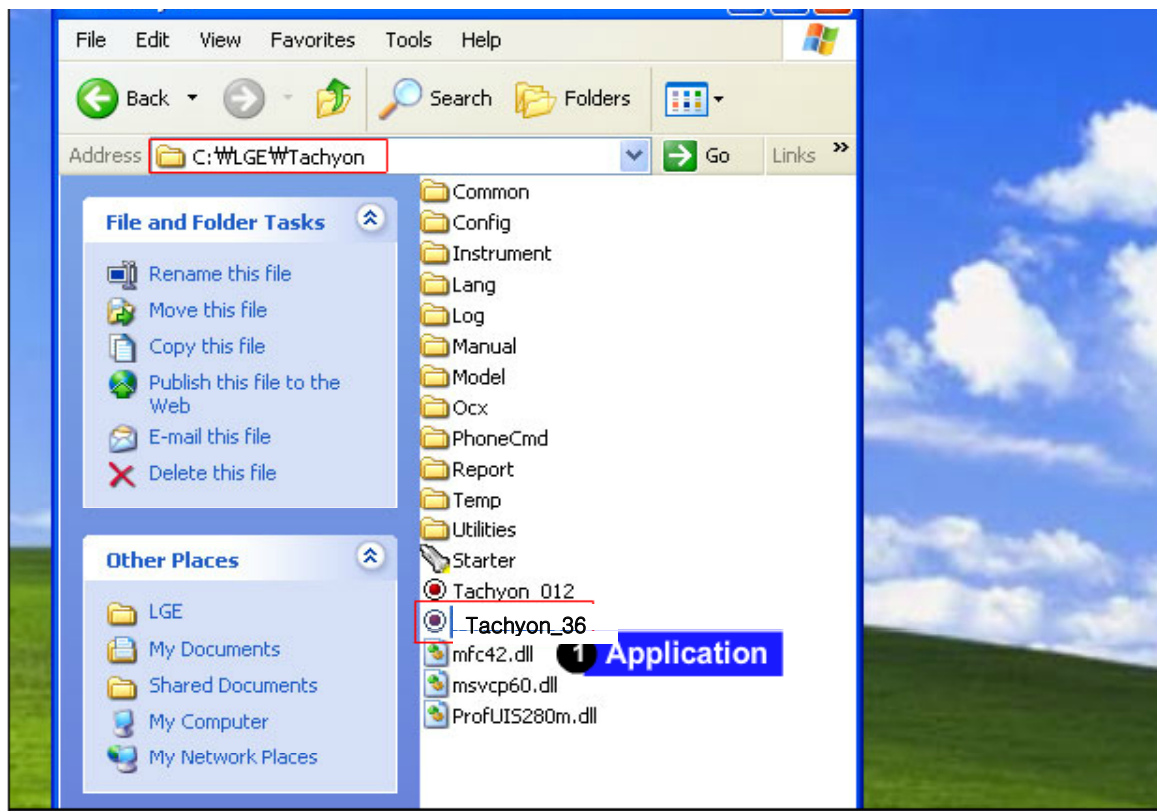 File Edit View Favorites Tools Help
Back Search Folders
Address C:₩LGE₩Tachyon Go Links »
File and Folder Tasks
Rename this file
Move this file
Copy this file
Publish this file to the
Web
E-mail this file
Delete this file
Other Places
LGE
My Documents
Shared Documents
My Computer
My Network Places
Common
Config
Instrument
Lang
Log
Manual
Model
Ocx
PhoneCmd
Report
Temp
Utilities
Starter
Tachyon_012
Tachyon_36
mfc42.dll
1 Application
msvcp60.dll
ProfUIS280m.dll